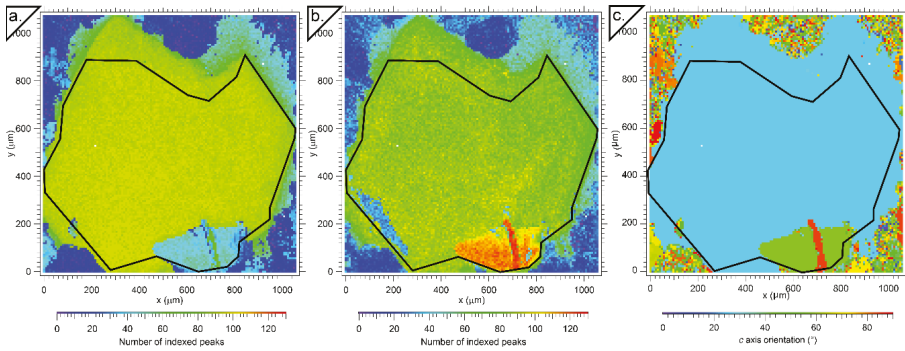 a.
1000
800
600
400
200
0
y (μm)
0 200 400 600 800 1000
x (μm)
0 20 40 60 80 100 120
Number of indexed peaks
b.
1000
800
600
400
200
0
y (μm)
0 200 400 600 800 1000
x (μm)
0 20 40 60 80 100 120
Number of indexed peaks
c.
1000
800
600
400
200
0
y (μm)
0 200 400 600 800 1000
x (μm)
0 20 40 60 80
c axis orientation (°)